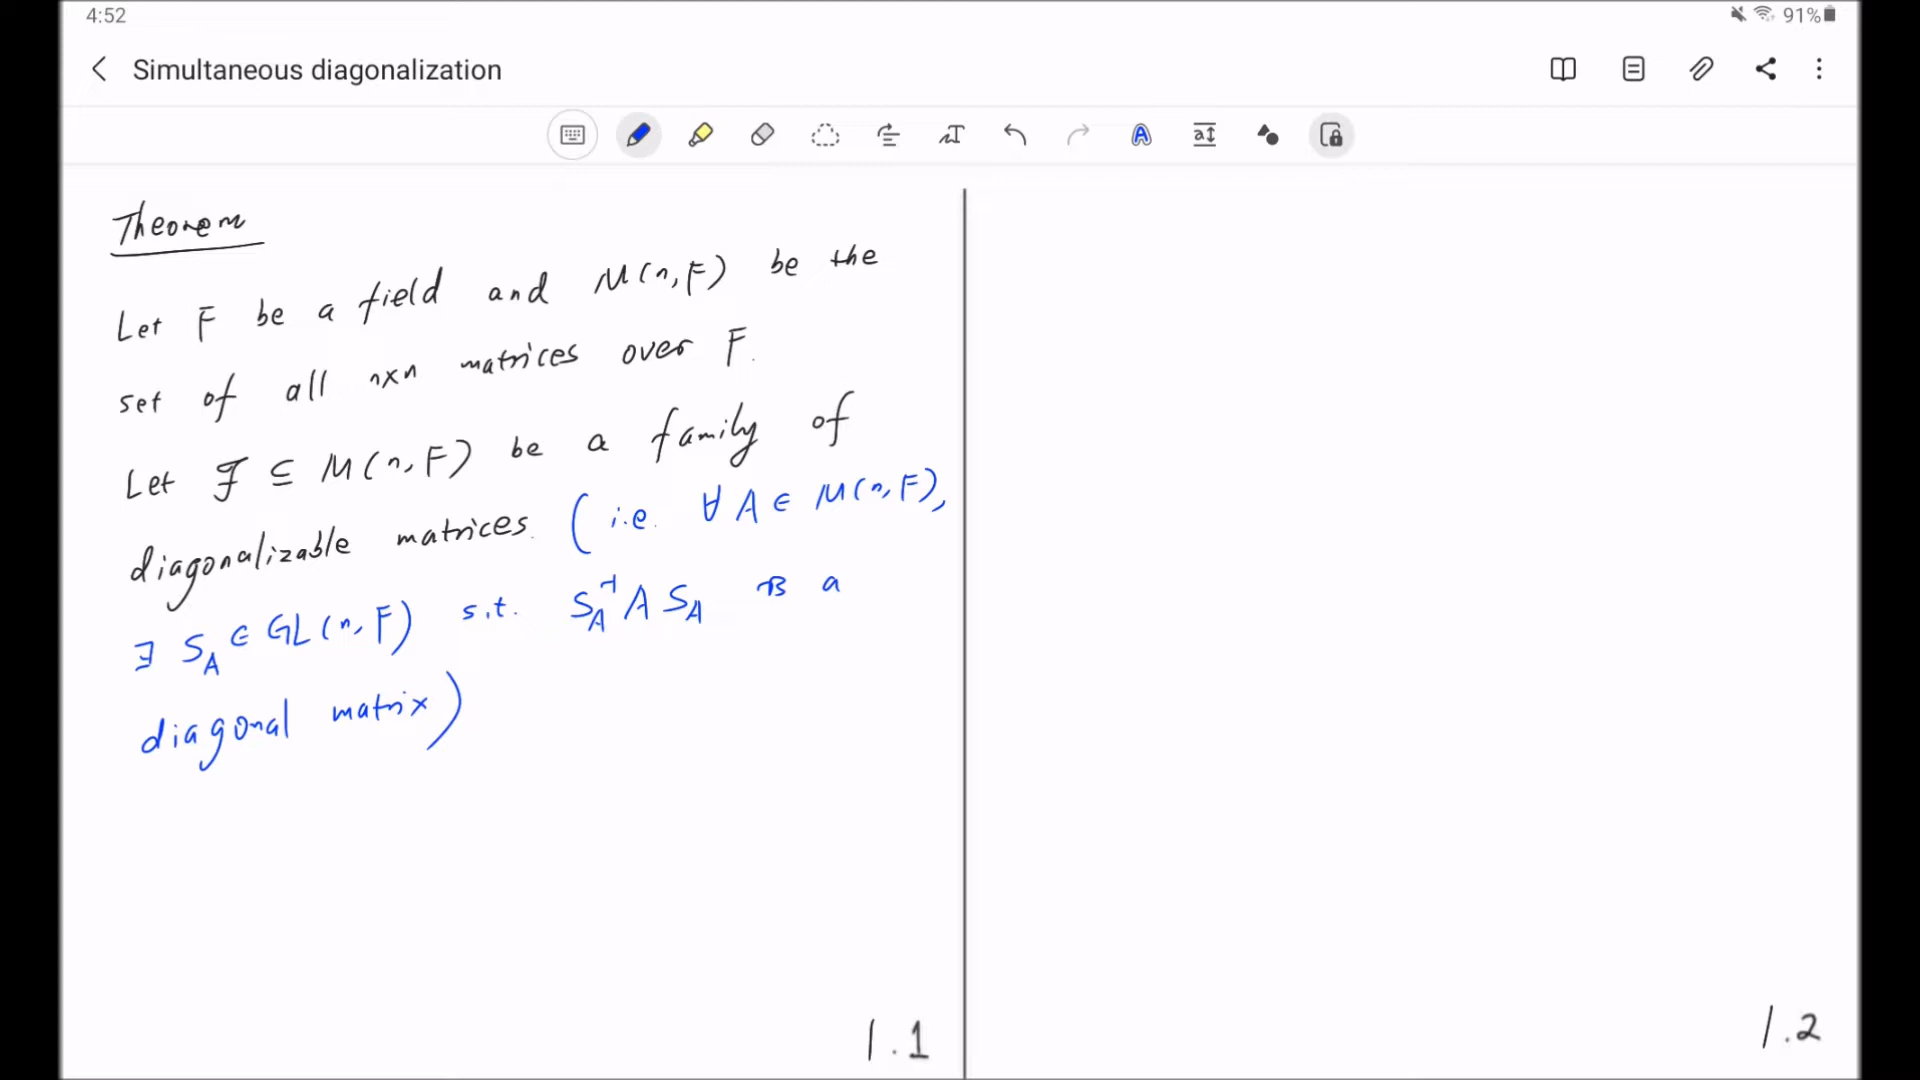 4:52
91%
Simultaneous diagonalization
Theorem
Let F be a field and M(n,F) be the
set of all n×n matrices over F.
Let ℱ ⊆ M(n,F) be a family of
diagonalizable matrices. (i.e. ∀ A ∈ M(n,F),
∃ S_A ∈ GL(n,F) s.t. S_A⁻¹ A S_A is a
diagonal matrix)
1.1
1.2